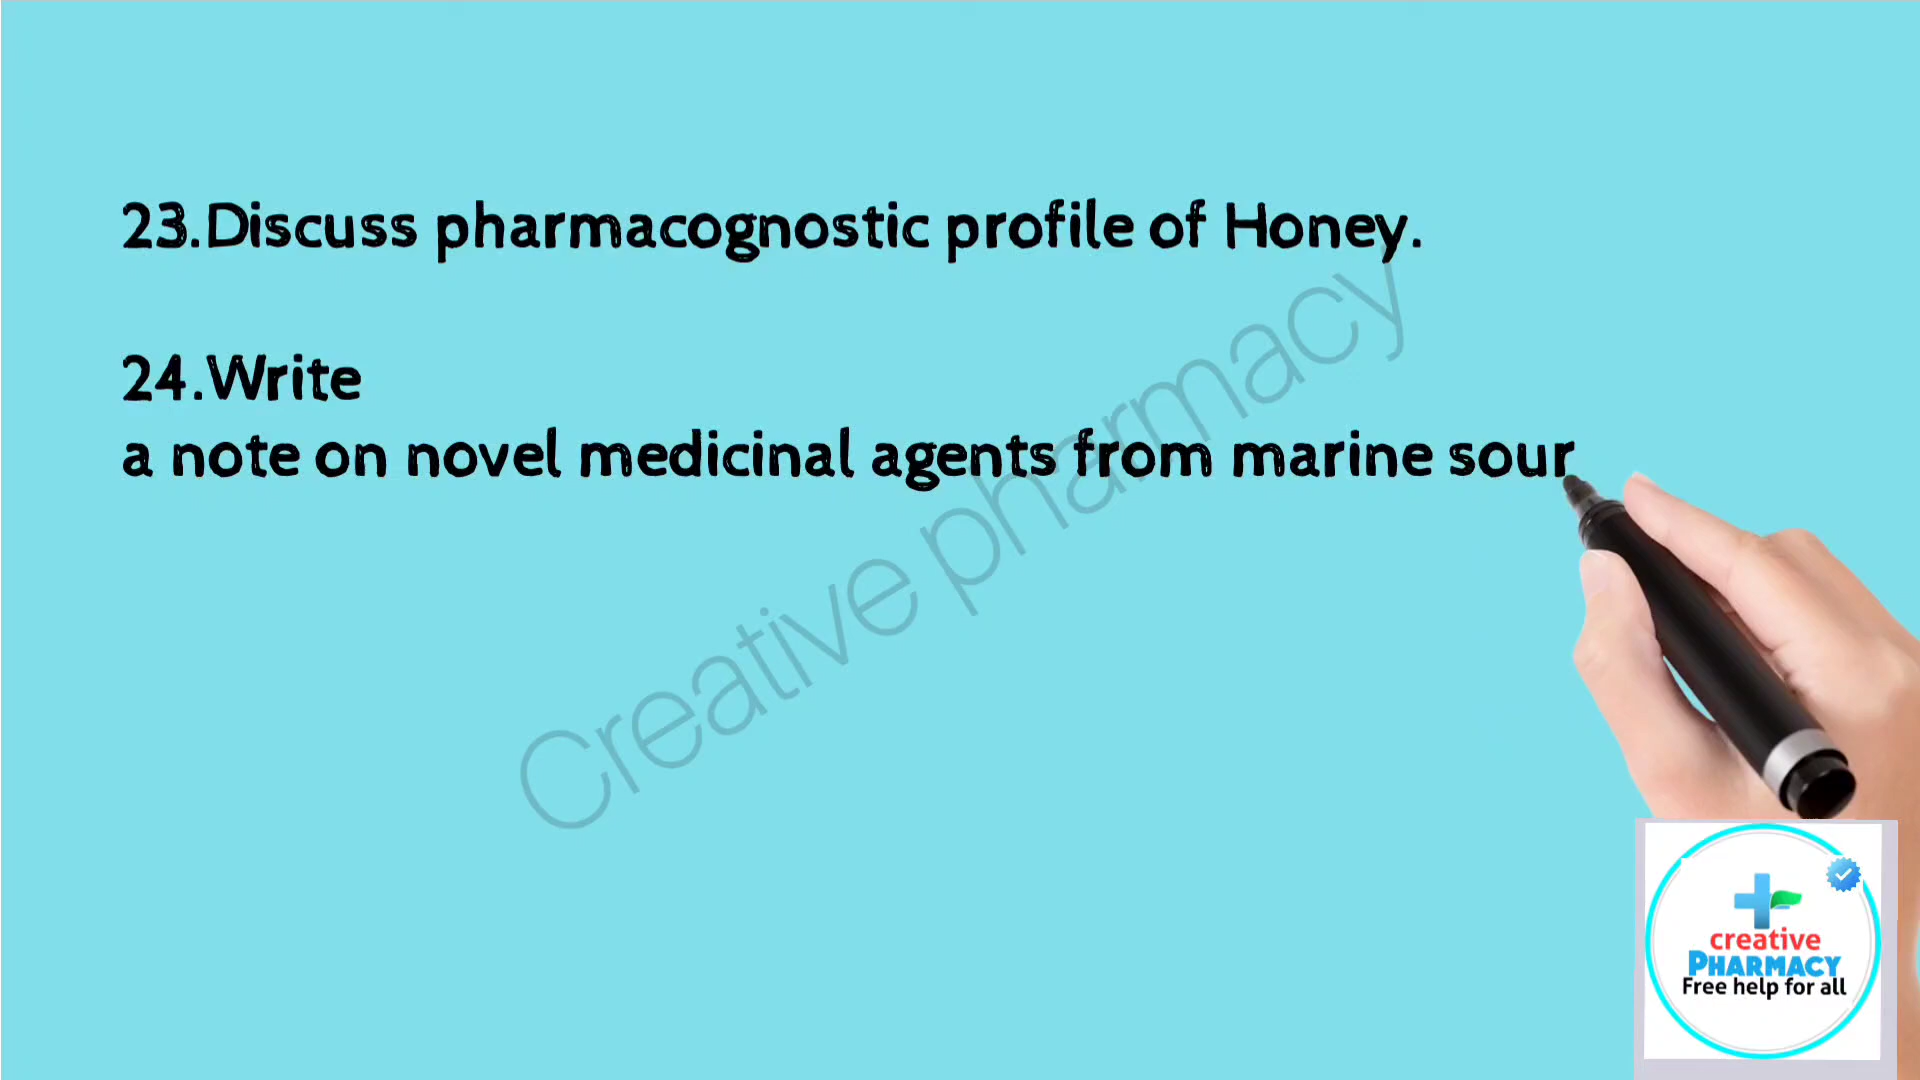 23.Discuss pharmacognostic profile of Honey.
24.Write
a note on novel medicinal agents from marine sour
Creative pharmacy
creative
PHARMACY
Free help for all